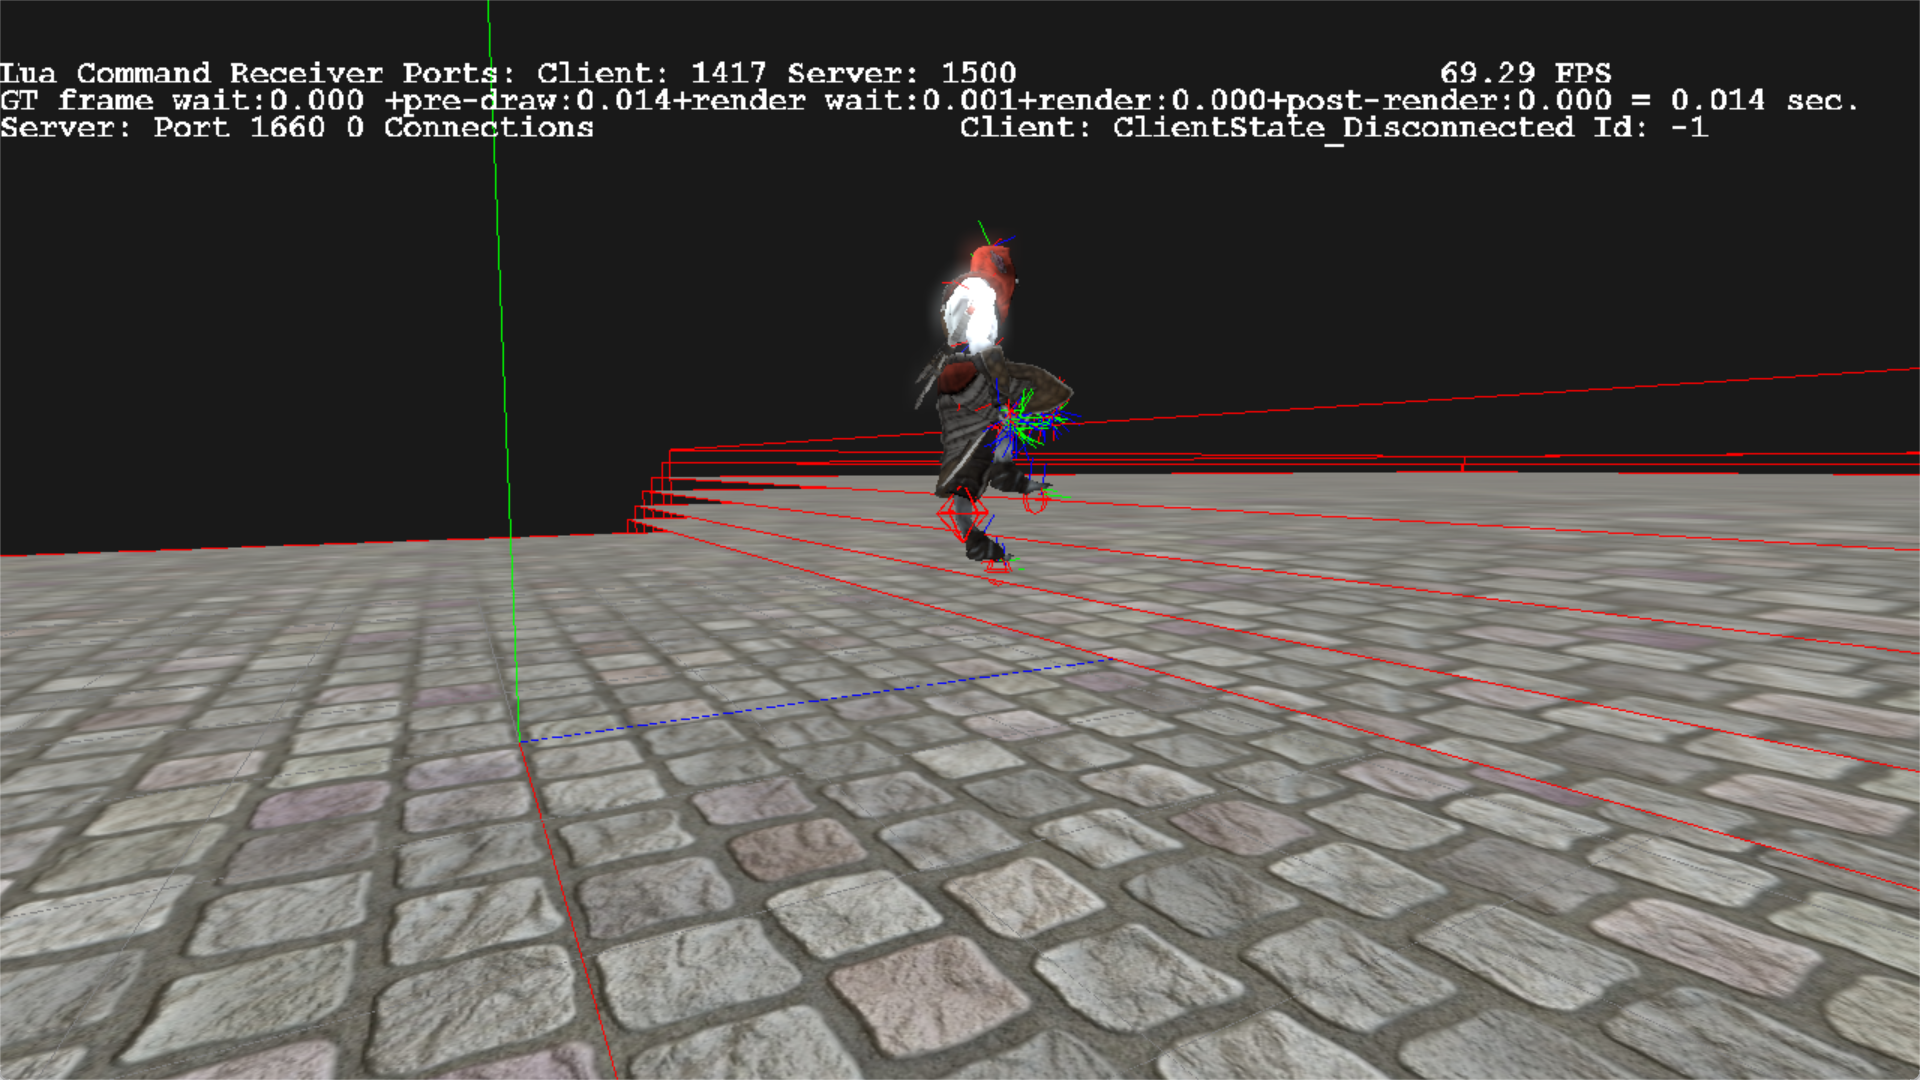 Lua Command Receiver Ports: Client: 1417 Server: 1500 69.29 FPS
GT frame wait:0.000 +pre-draw:0.014+render wait:0.001+render:0.000+post-render:0.000 = 0.014 sec.
Server: Port 1660 0 Connections Client: ClientState_Disconnected Id: -1